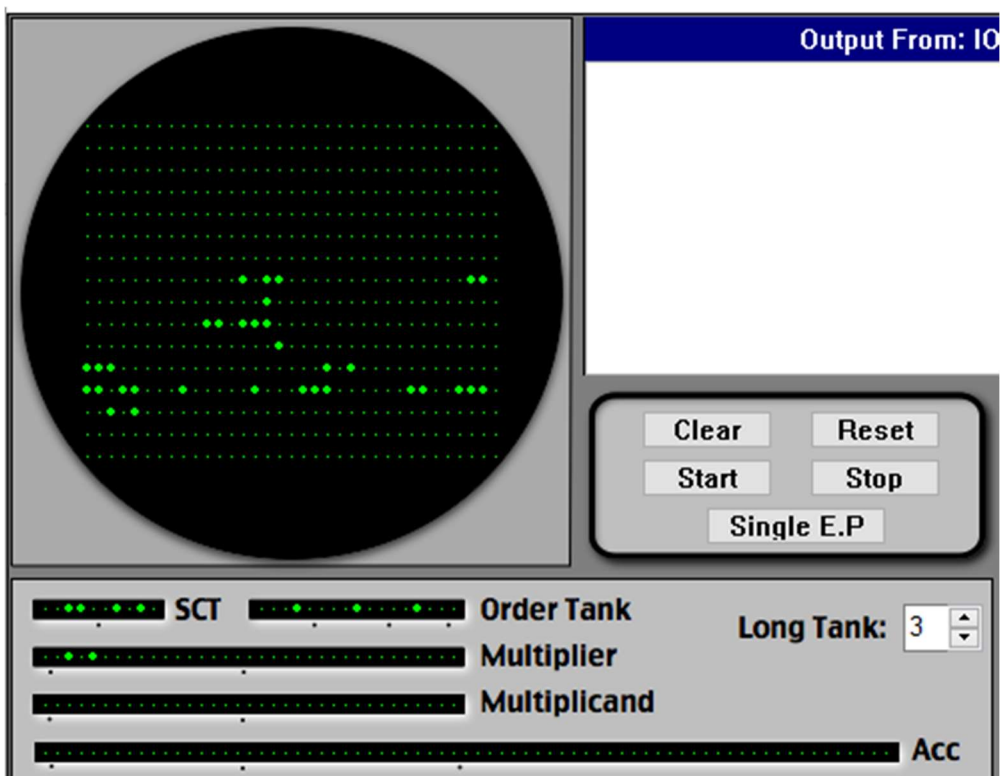 Output From: IO
Clear Reset
Start Stop
Single E.P
SCT Order Tank
Long Tank: 3
Multiplier
Multiplicand
Acc